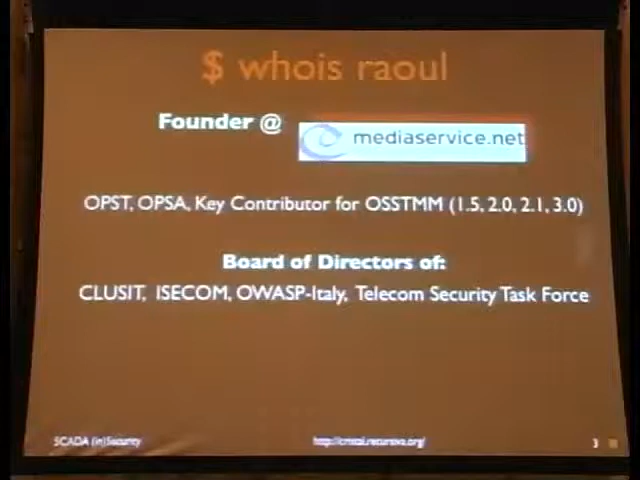 $ whois raoul
Founder @ mediaservice.net
OPST, OPSA, Key Contributor for OSSTMM (1.5, 2.0, 2.1, 3.0)
Board of Directors of:
CLUSIT, ISECOM, OWASP-Italy, Telecom Security Task Force
SCADA (in)Security
3